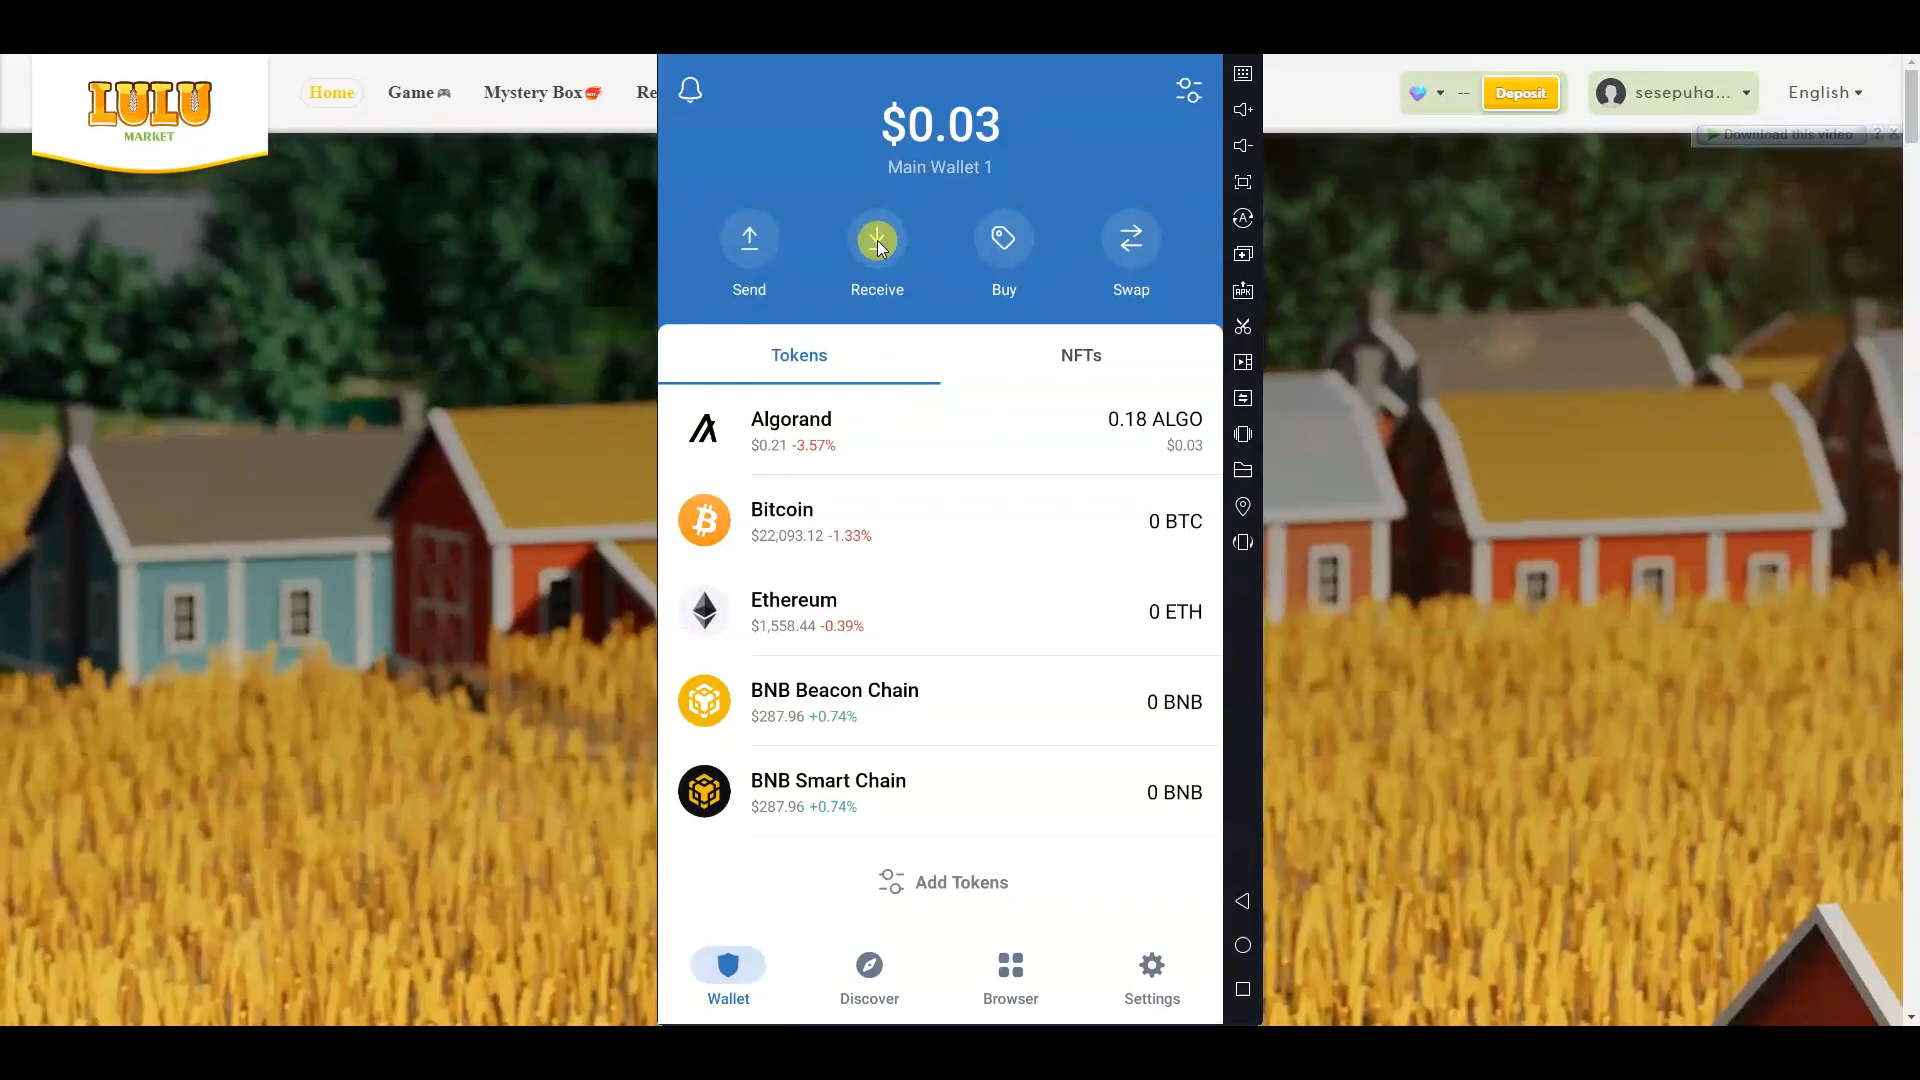 LULU
MARKET
Home
Game
Mystery Box
Re
--
Deposit
sesepuha...
English
Download this video
? X
$0.03
Main Wallet 1
Send
Receive
Buy
Swap
Tokens
NFTs
Algorand
0.18 ALGO
$0.21 -3.57%
$0.03
Bitcoin
0 BTC
$22,093.12 -1.33%
Ethereum
0 ETH
$1,558.44 -0.39%
BNB Beacon Chain
0 BNB
$287.96 +0.74%
BNB Smart Chain
0 BNB
$287.96 +0.74%
Add Tokens
Wallet
Discover
Browser
Settings
A
APK